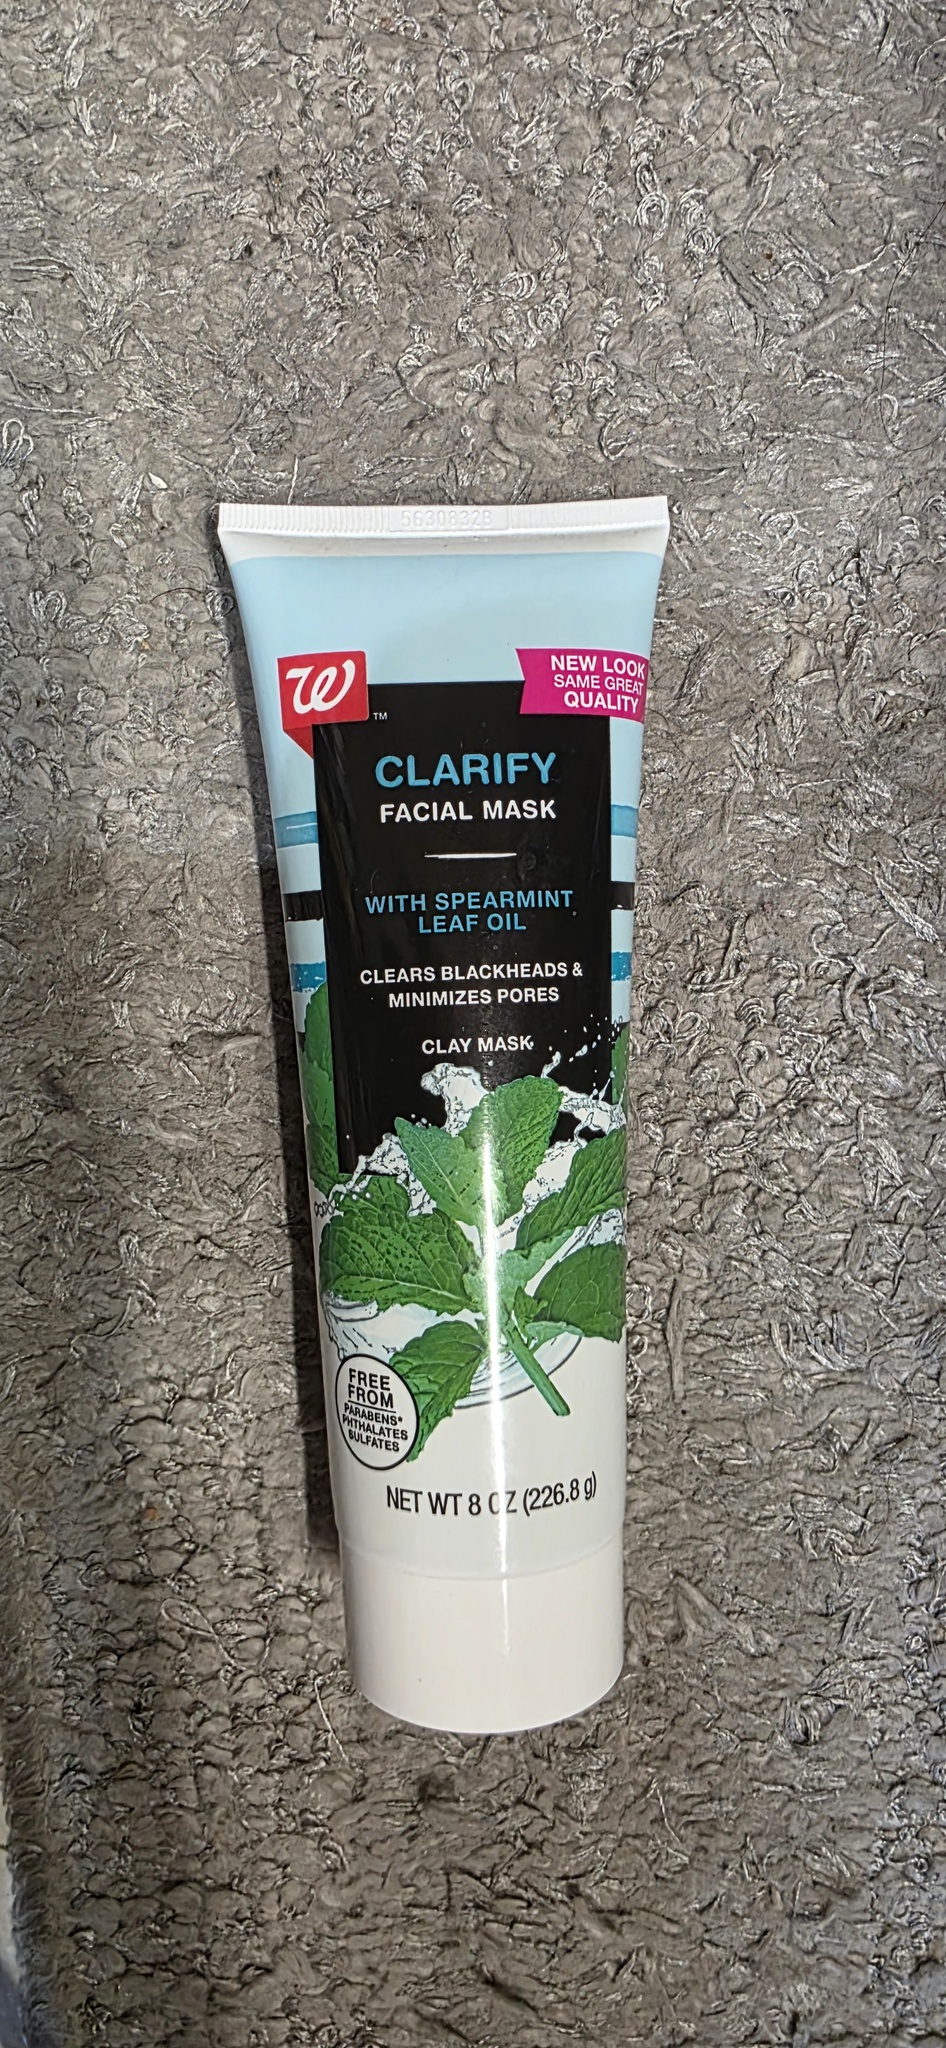 56308328
W
TM
NEW LOOK
SAME GREAT
QUALITY
CLARIFY
FACIAL MASK
WITH SPEARMINT
LEAF OIL
CLEARS BLACKHEADS &
MINIMIZES PORES
CLAY MASK
FREE
FROM
PARABENS*
PHTHALATES
SULFATES
NET WT 8 OZ (226.8 g)